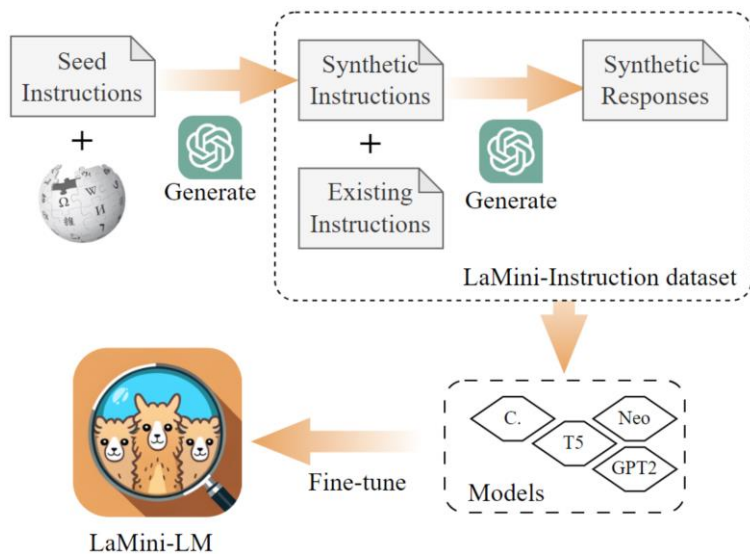 Seed
Instructions
+
Generate
Synthetic
Instructions
+
Existing
Instructions
Generate
Synthetic
Responses
LaMini-Instruction dataset
C.
T5
Neo
GPT2
Models
Fine-tune
LaMini-LM